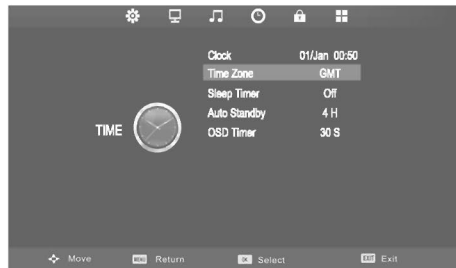 Clock 01/Jan 00:50
Time Zone GMT
Sleep Timer Off
Auto Standby 4 H
TIME
OSD Timer 30 S
Move MENU Return OK Select EXIT Exit